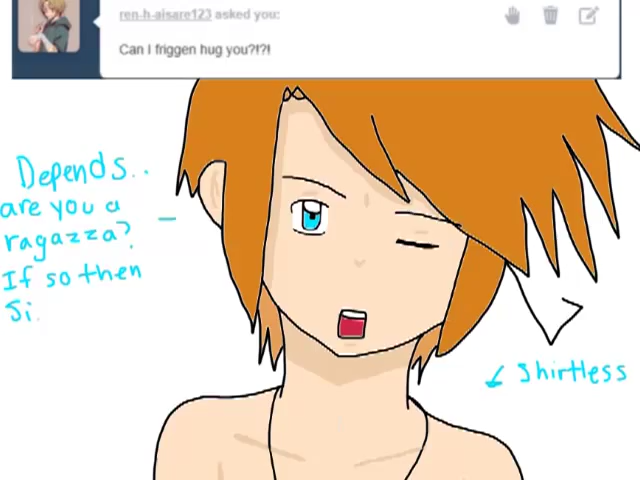 ren-h-aisare123 asked you:
Can I friggen hug you?!?!
Depends..
are you a
ragazza?
If so then
Si.
shirtless